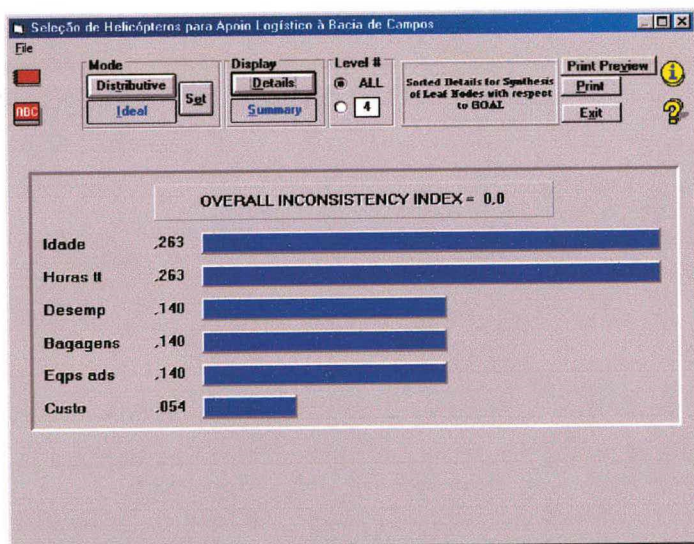 Seleção de Helicópteros para Apoio Logístico à Bacia de Campos
File
Mode
Distributive
Ideal
Set
Display
Details
Summary
Level #
ALL
4
Sorted Details for Synthesis
of Leaf Nodes with respect
to GOAL
Print Preview
Print
Exit
ABC
OVERALL INCONSISTENCY INDEX = 0,0
Idade ,263
Horas tt ,263
Desemp ,140
Bagagens ,140
Eqps ads ,140
Custo ,054